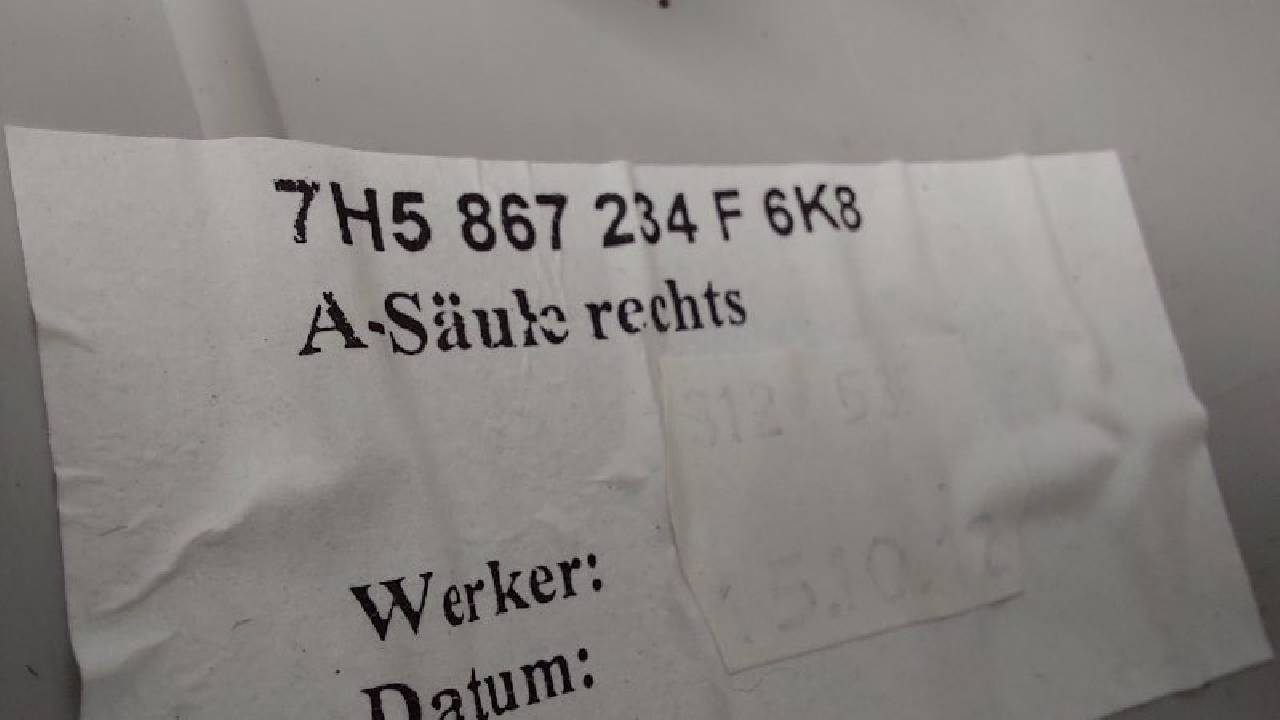 7H5 867 234 F 6K8
A-Säule rechts
Werker:
Datum: